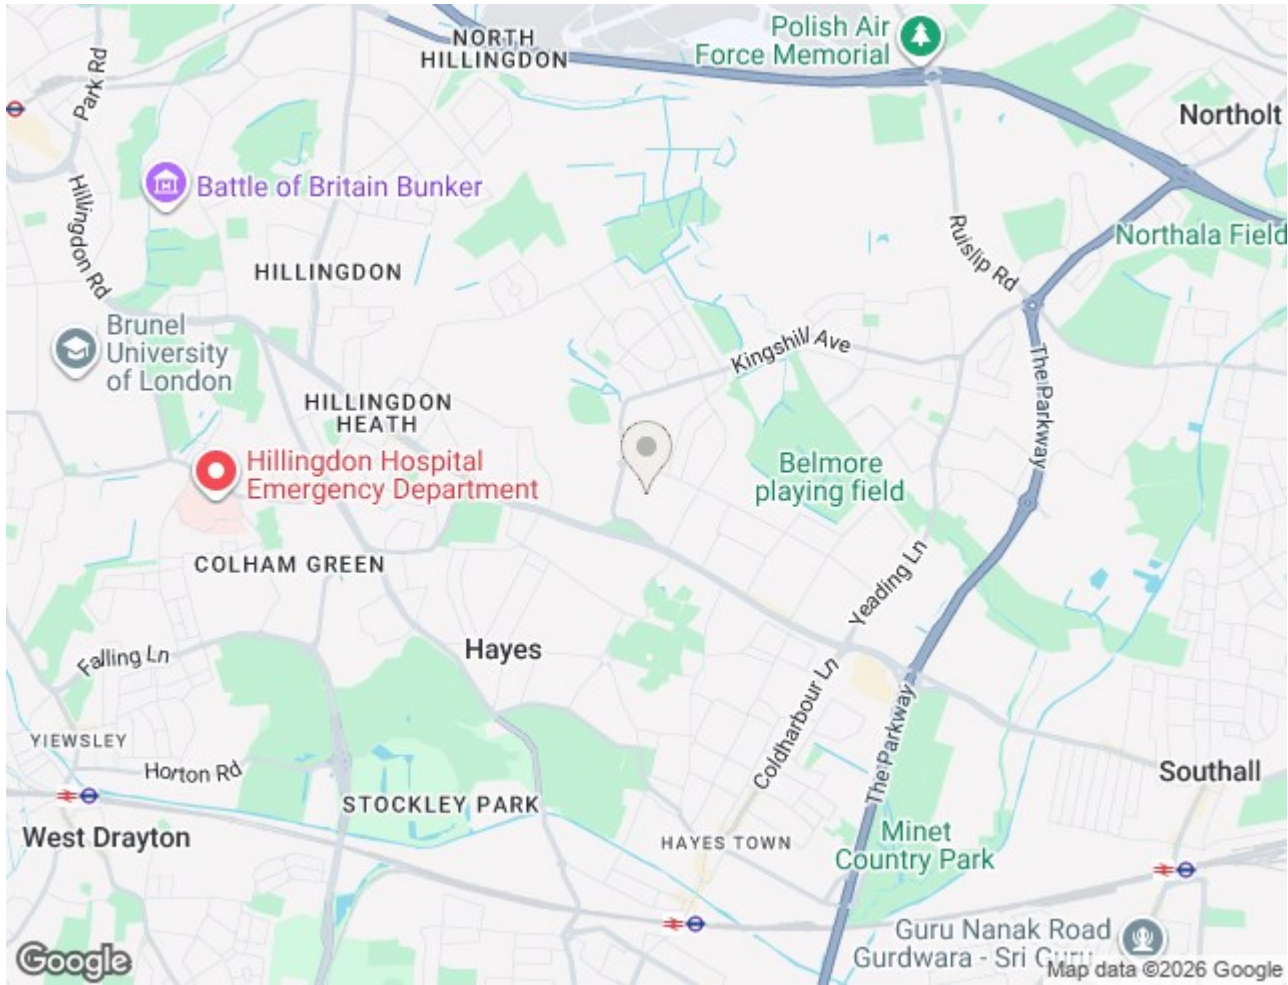 NORTH
HILLINGDON
Polish Air
Force Memorial
Park Rd
Northolt
Battle of Britain Bunker
Hillingdon Rd
Ruislip Rd
Northala Field
HILLINGDON
Brunel
University
of London
Kingshill Ave
The Parkway
HILLINGDON
HEATH
Hillingdon Hospital
Emergency Department
Belmore
playing field
COLHAM GREEN
Yeading Ln
Falling Ln
Hayes
Coldharbour Ln
The Parkway
YIEWSLEY
Horton Rd
Southall
STOCKLEY PARK
West Drayton
HAYES TOWN
Minet
Country Park
Guru Nanak Road
Gurdwara - Sri Guru
Google
Map data ©2026 Google